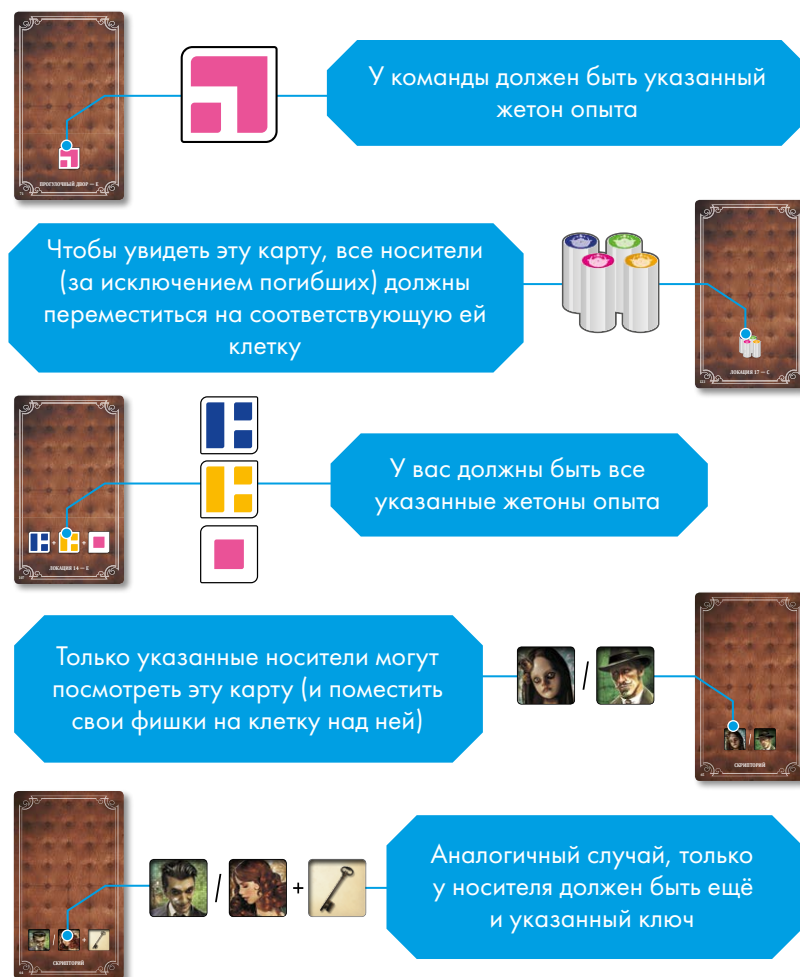 У команды должен быть указанный
жетон опыта
ПРОСТУПОЧНЫЙ ДВОР — E
Чтобы увидеть эту карту, все носители
(за исключением погибших) должны
переместиться на соответствующую ей
клетку
ЛОКАЦИЯ 17 — C
У вас должны быть все
указанные жетоны опыта
+ +
ЛОКАЦИЯ 14 — E
Только указанные носители могут
посмотреть эту карту (и поместить
свои фишки на клетку над ней)
/
/
СКРИПТОРИЙ
Аналогичный случай, только
у носителя должен быть ещё
и указанный ключ
/ +
/ +
СКРИПТОРИЙ